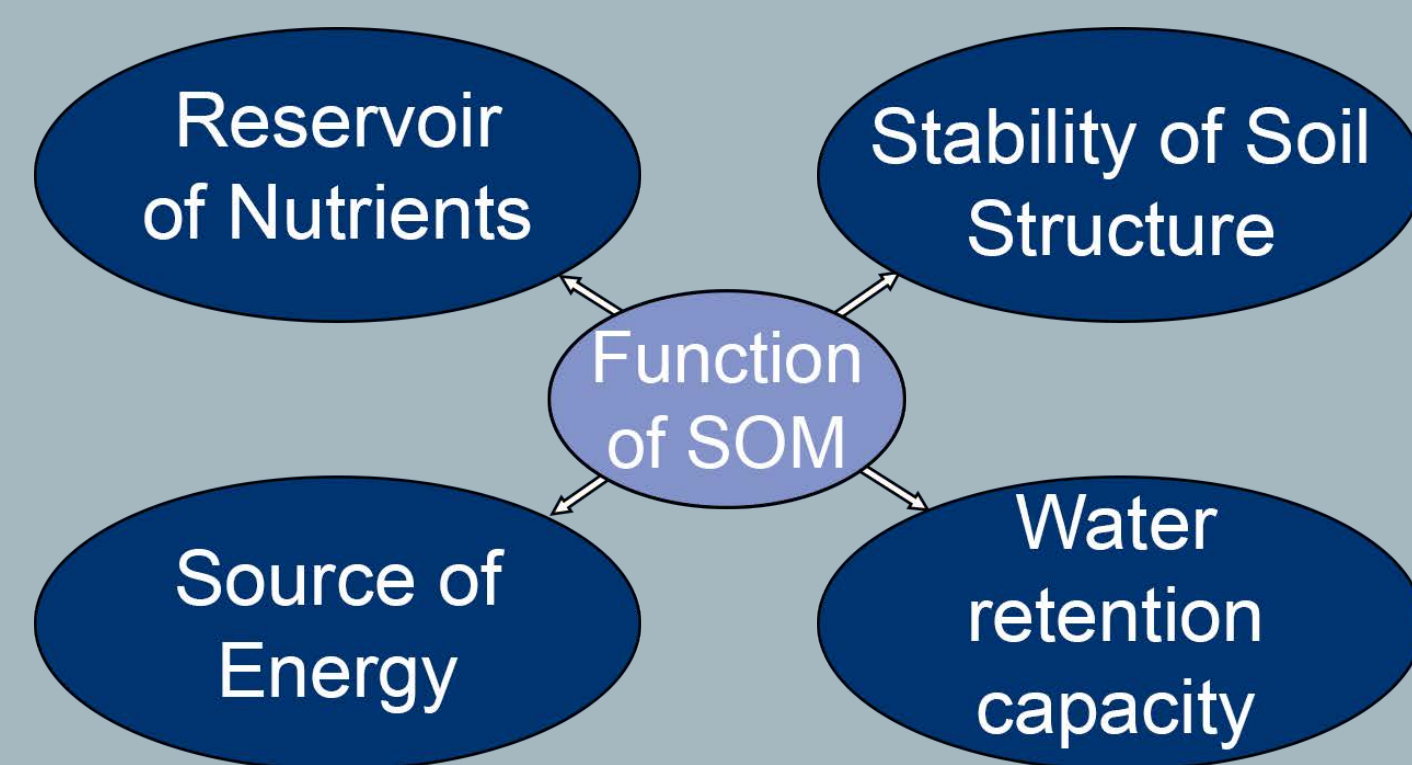 Reservoir
of Nutrients
Stability of Soil
Structure
Function
of SOM
Source of
Energy
Water
retention
capacity